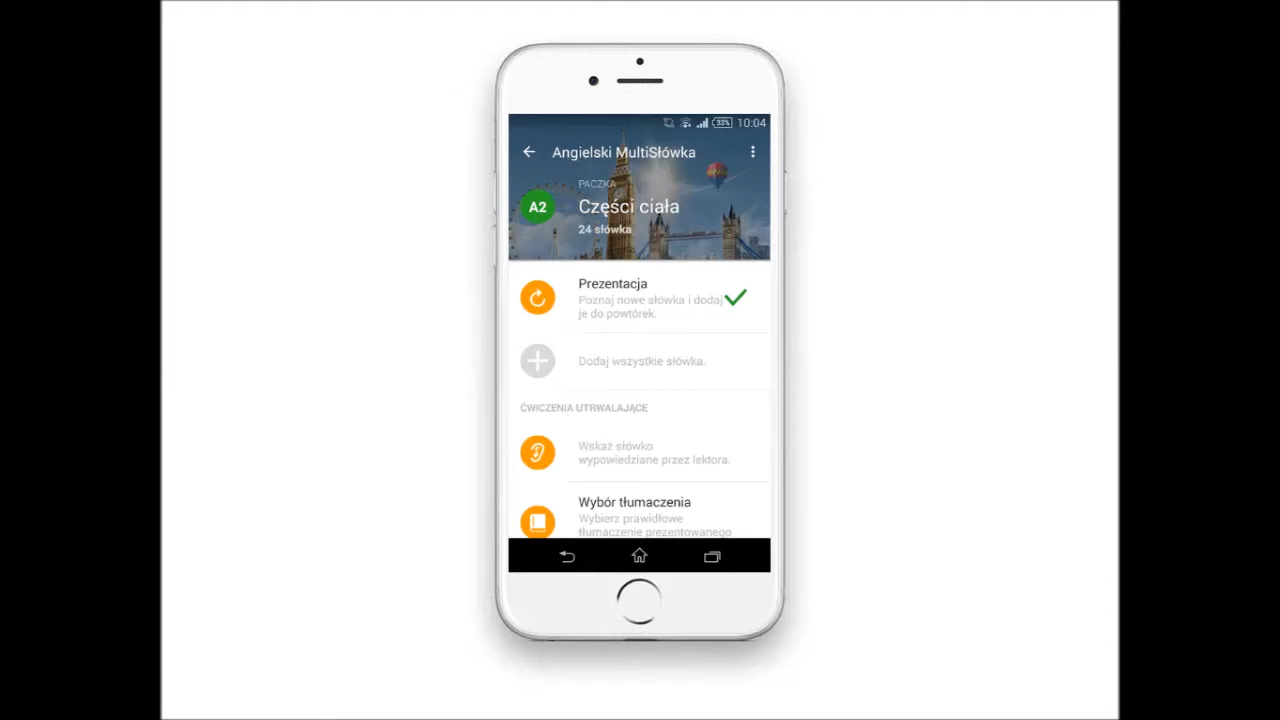 33% 10:04
Angielski MultiSłówka
PACZKA
A2
Części ciała
24 słówka
Prezentacja
Poznaj nowe słówka i dodaj
je do powtórek.
Dodaj wszystkie słówka.
ĆWICZENIA UTRWALAJĄCE
Wskaż słówko
wypowiedziane przez lektora.
Wybór tłumaczenia
Wybierz prawidłowe
tłumaczenie prezentowanego